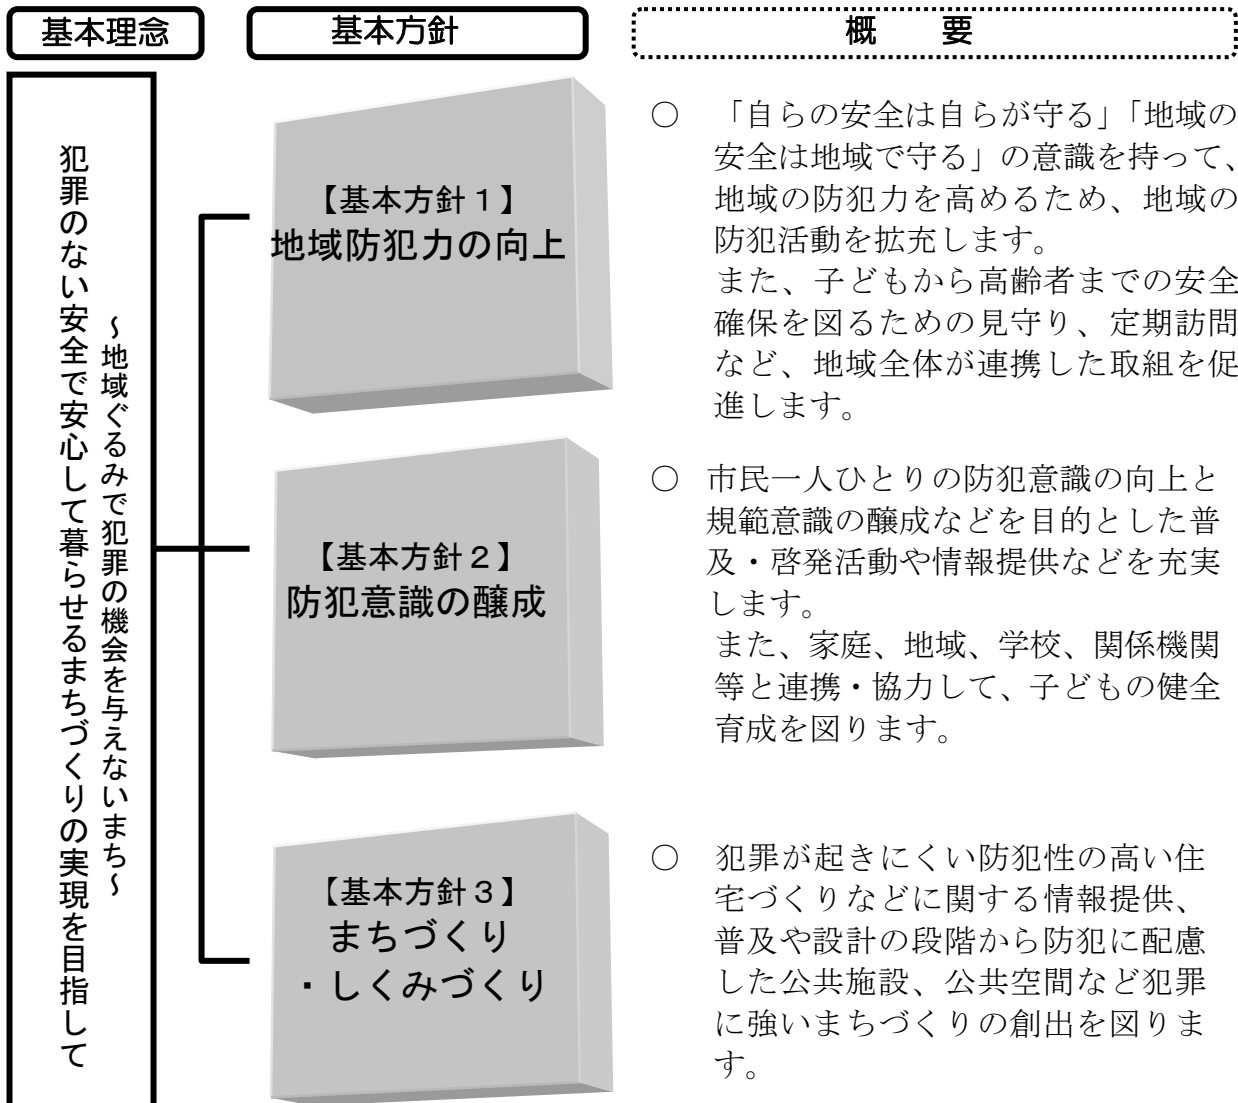 基本理念
基本方針
概　　要
犯罪のない安全で安心して暮らせるまちづくりの実現を目指して
～地域ぐるみで犯罪の機会を与えないまち～
【基本方針１】
地域防犯力の向上
○　「自らの安全は自らが守る」「地域の
安全は地域で守る」の意識を持って、
地域の防犯力を高めるため、地域の
防犯活動を拡充します。
また、子どもから高齢者までの安全
確保を図るための見守り、定期訪問
など、地域全体が連携した取組を促
進します。
【基本方針２】
防犯意識の醸成
○　市民一人ひとりの防犯意識の向上と
規範意識の醸成などを目的とした普
及・啓発活動や情報提供などを充実
します。
また、家庭、地域、学校、関係機関
等と連携・協力して、子どもの健全
育成を図ります。
【基本方針３】
まちづくり
・しくみづくり
○　犯罪が起きにくい防犯性の高い住
宅づくりなどに関する情報提供、
普及や設計の段階から防犯に配慮
した公共施設、公共空間など犯罪
に強いまちづくりの創出を図りま
す。